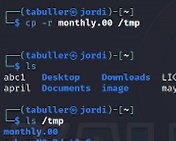 (tabuller㉿jordi)-[~]
$ cp -r monthly.00 /tmp
(tabuller㉿jordi)-[~]
$ ls
abc1 Desktop Downloads
april Documents image
(tabuller㉿jordi)-[~]
$ ls /tmp
monthly.00